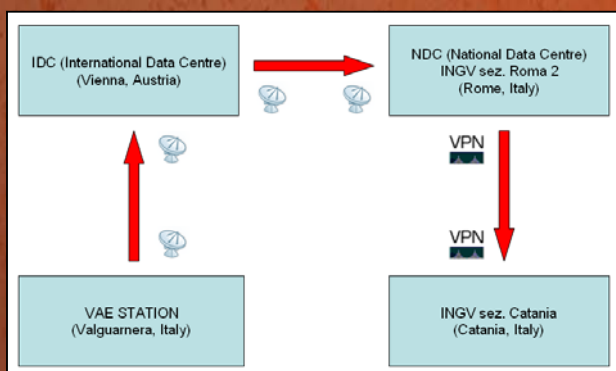 IDC (International Data Centre)
(Vienna, Austria)
NDC (National Data Centre)
INGV sez. Roma 2
(Rome, Italy)
VPN
VPN
VAE STATION
(Valguarnera, Italy)
INGV sez. Catania
(Catania, Italy)